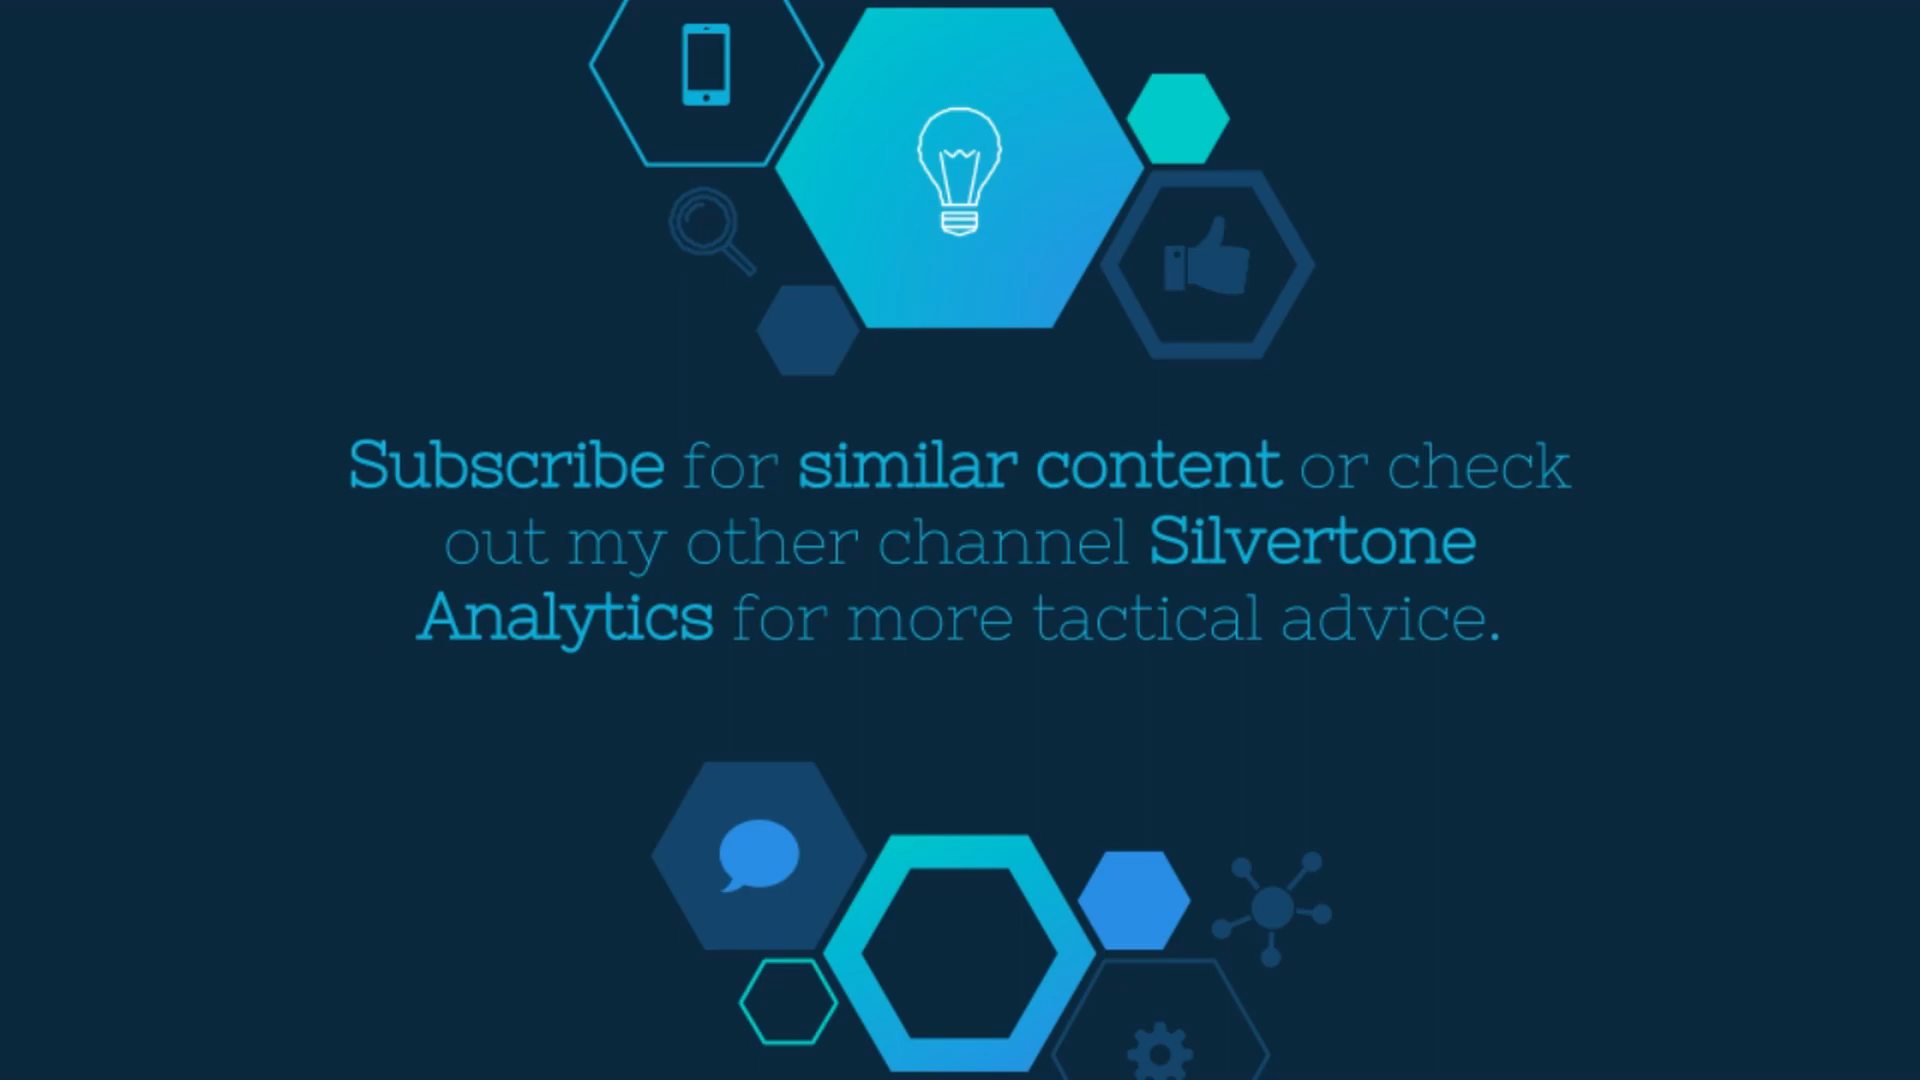 Subscribe for similar content or check
out my other channel Silvertone
Analytics for more tactical advice.